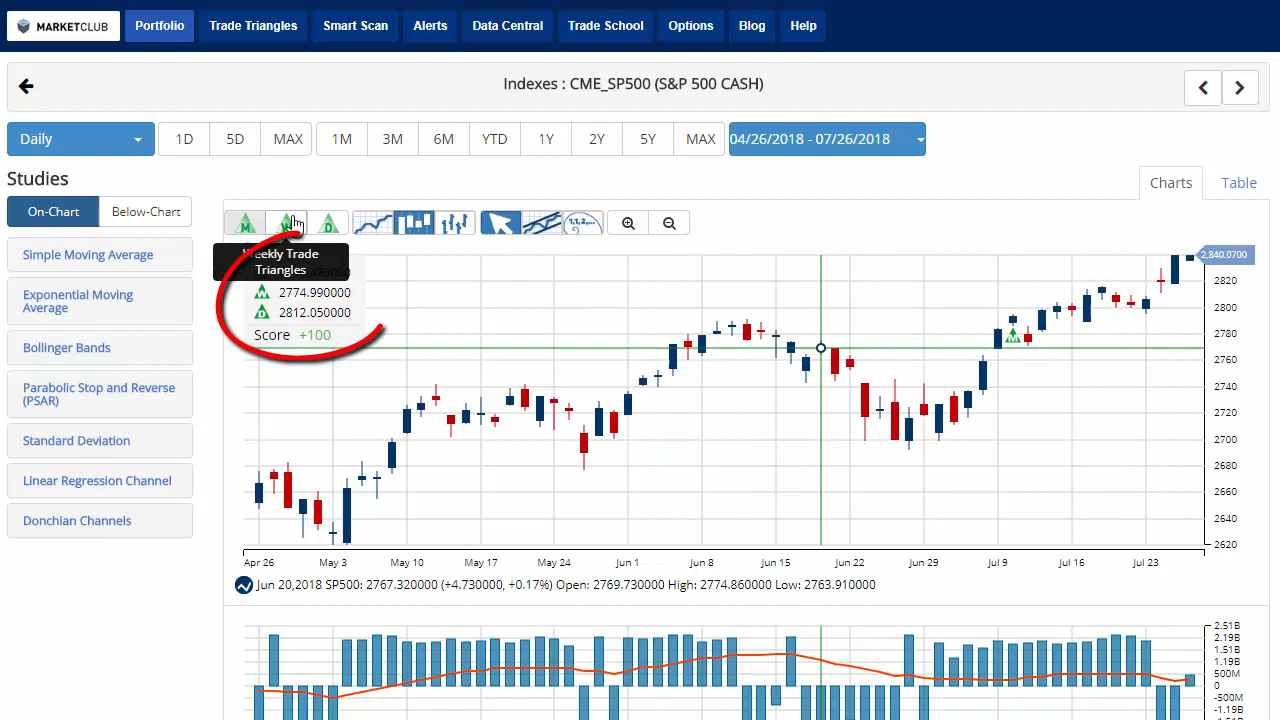 MARKETCLUB Portfolio Trade Triangles Smart Scan Alerts Data Central Trade School Options Blog Help
Indexes : CME_SP500 (S&P 500 CASH)
Daily 1D 5D MAX 1M 3M 6M YTD 1Y 2Y 5Y MAX 04/26/2018 - 07/26/2018
Studies
Charts Table
On-Chart Below-Chart
M D 1,1,2,..
Simple Moving Average
Exponential Moving
Average
Bollinger Bands
Parabolic Stop and Reverse
(PSAR)
Standard Deviation
Linear Regression Channel
Donchian Channels
Weekly Trade
Triangles
W 2774.990000
D 2812.050000
Score +100
2,840.0700
2820
2800
2780
2760
2740
2720
2700
2680
2660
2640
2620
Apr 26 May 3 May 10 May 17 May 24 Jun 1 Jun 8 Jun 15 Jun 22 Jun 29 Jul 9 Jul 16 Jul 23
Jun 20,2018 SP500: 2767.320000 (+4.730000, +0.17%) Open: 2769.730000 High: 2774.860000 Low: 2763.910000
2.51B
2.19B
1.51B
1.19B
500M
0
-500M
-1.19B